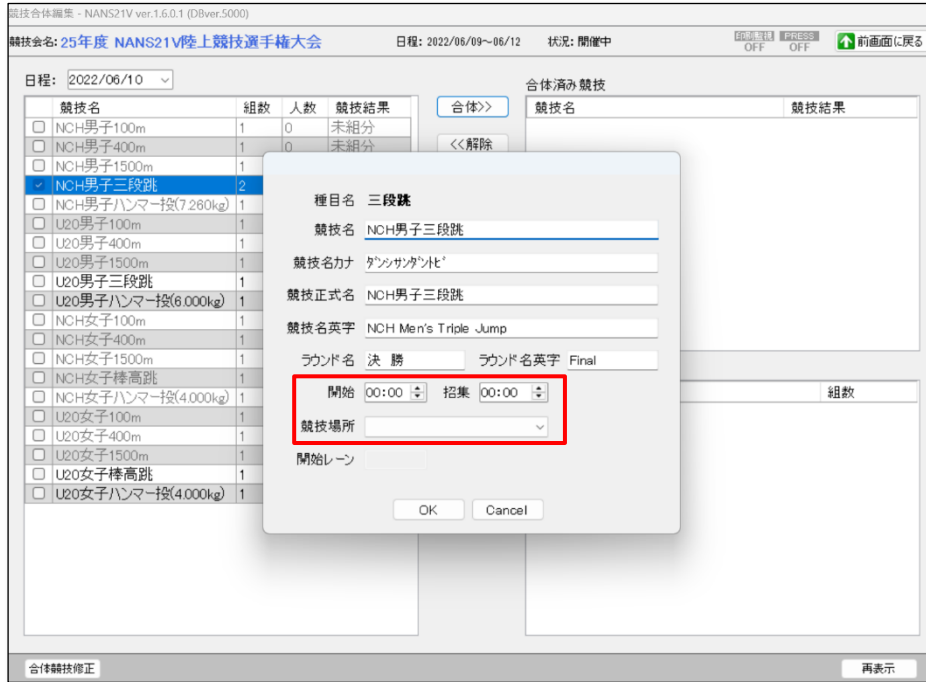 競技合体編集 - NANS21V ver.1.6.0.1 (DBver.5000)
競技会名: 25年度 NANS21V陸上競技選手権大会 日程: 2022/06/09～06/12 状況: 開催中 印刷監視 OFF PRESS OFF 前画面に戻る
日程: 2022/06/10
合体済み競技
競技名 組数 人数 競技結果 合体>> 競技名 競技結果
NCH男子100m 1 0 未組分
NCH男子400m 1 0 未組分 <<解除
NCH男子1500m 1
NCH男子三段跳 2
NCH男子ハンマー投(7.260kg) 1
U20男子100m 1
U20男子400m 1
U20男子1500m 1
U20男子三段跳 1
U20男子ハンマー投(6.000kg) 1
NCH女子100m 1
NCH女子400m 1
NCH女子1500m 1
NCH女子棒高跳 1
NCH女子ハンマー投(4.000kg) 1
U20女子100m 1
U20女子400m 1
U20女子1500m 1
U20女子棒高跳 1
U20女子ハンマー投(4.000kg) 1
種目名 三段跳
競技名 NCH男子三段跳
競技名カナ ﾀﾞﾝｼｻﾝﾀﾞﾝﾄﾋﾞ
競技正式名 NCH男子三段跳
競技名英字 NCH Men's Triple Jump
ラウンド名 決 勝 ラウンド名英字 Final
開始 00:00 招集 00:00
競技場所
開始レーン
OK Cancel
組数
合体競技修正 再表示